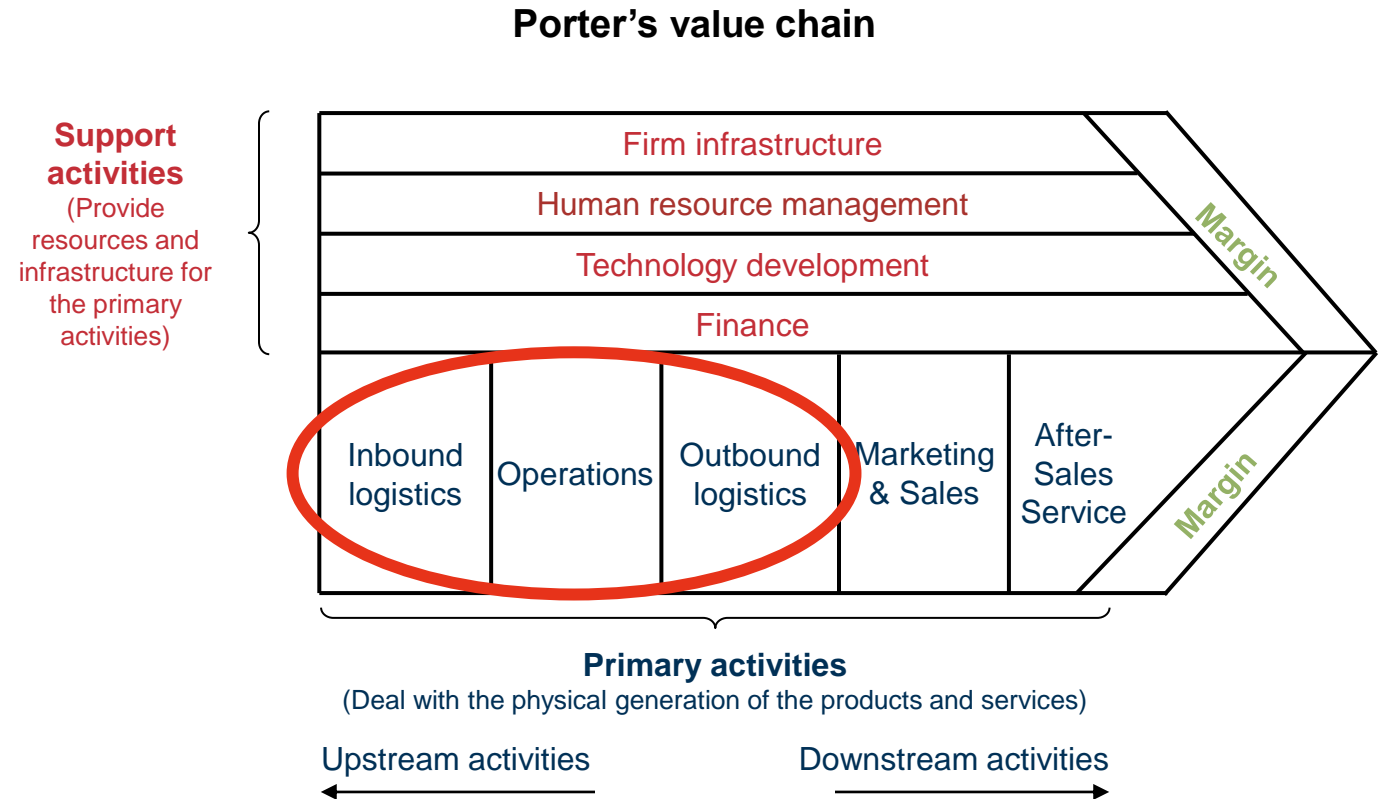 Porter’s value chain
Support
activities
(Provide
resources and
infrastructure for
the primary
activities)
Firm infrastructure
Human resource management
Technology development
Finance
Margin
Inbound
logistics
Operations
Outbound
logistics
Marketing
& Sales
After-
Sales
Service
Margin
Primary activities
(Deal with the physical generation of the products and services)
Upstream activities
Downstream activities